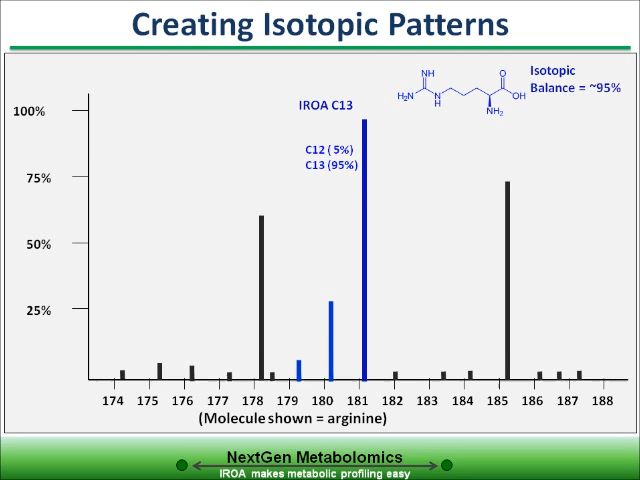 Creating Isotopic Patterns
NH
H₂N
N
H
O
OH
NH₂
Isotopic
Balance = ~95%
IROA C13
C12 ( 5%)
C13 (95%)
100%
75%
50%
25%
174 175 176 177 178 179 180 181 182 183 184 185 186 187 188
(Molecule shown = arginine)
NextGen Metabolomics
IROA makes metabolic profiling easy